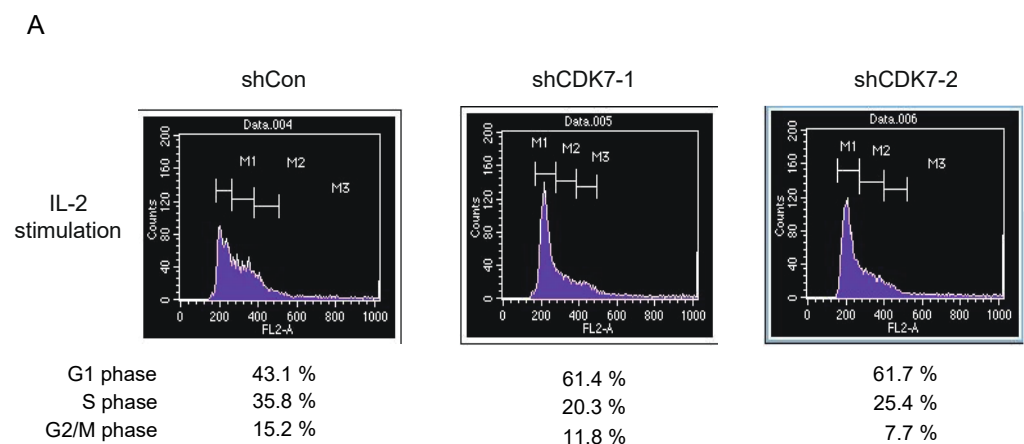 A
shCon
shCDK7-1
shCDK7-2
IL-2
stimulation
Data.004
M1
M2
M3
Counts
200
160
120
80
40
0
0 200 400 600 800 1000
FL2-A
Data.005
M1
M2
M3
Counts
200
160
120
80
40
0
0 200 400 600 800 1000
FL2-A
Data.006
M1
M2
M3
Counts
200
160
120
80
40
0
0 200 400 600 800 1000
FL2-A
G1 phase 43.1 % 61.4 % 61.7 %
S phase 35.8 % 20.3 % 25.4 %
G2/M phase 15.2 % 11.8 % 7.7 %